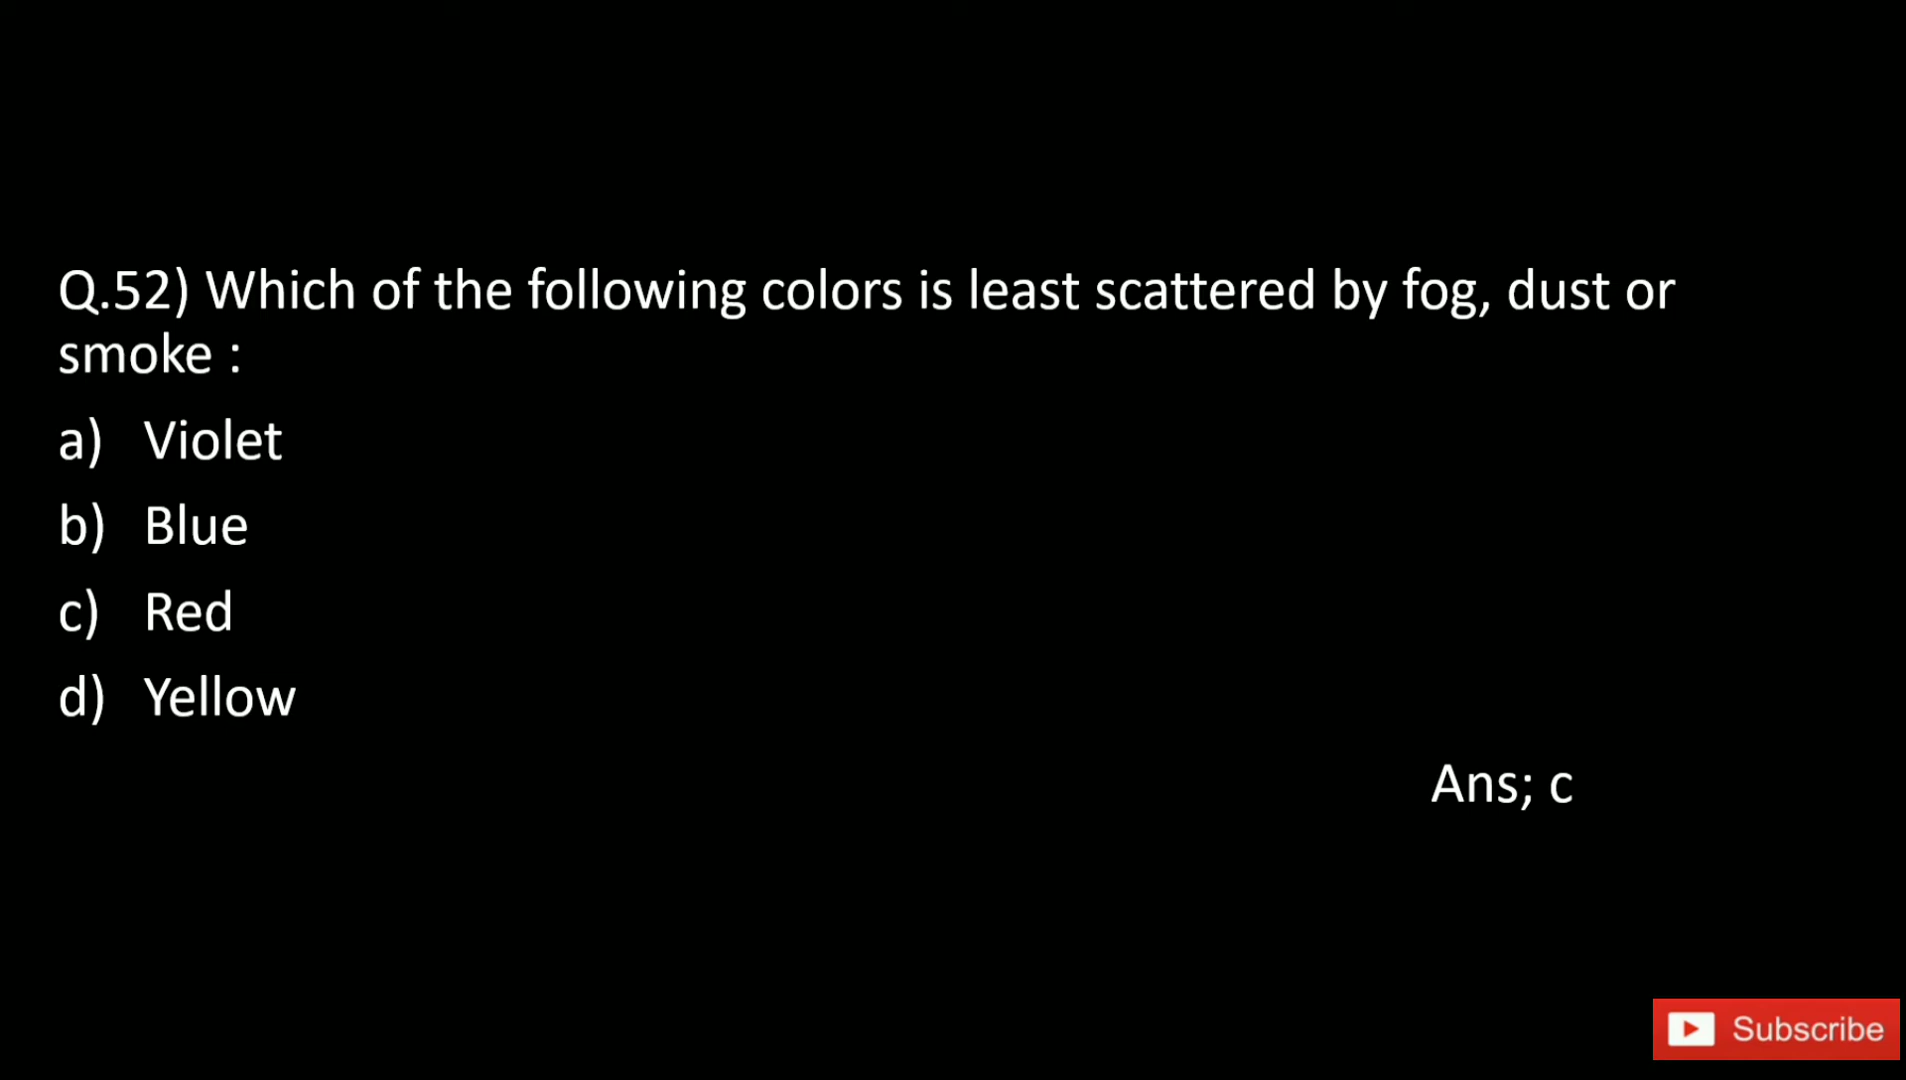 Q.52) Which of the following colors is least scattered by fog, dust or
smoke :
a) Violet
b) Blue
c) Red
d) Yellow
Ans; c
Subscribe